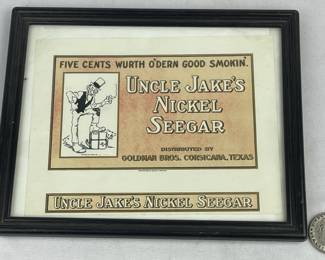 FIVE CENTS WURTH O'DERN GOOD SMOKIN'.
UNCLE JAKE'S
NICKEL
SEEGAR
DISTRIBUTED BY
GOLDMAN BROS. CORSICANA, TEXAS
UNCLE JAKE'S NICKEL SEEGAR